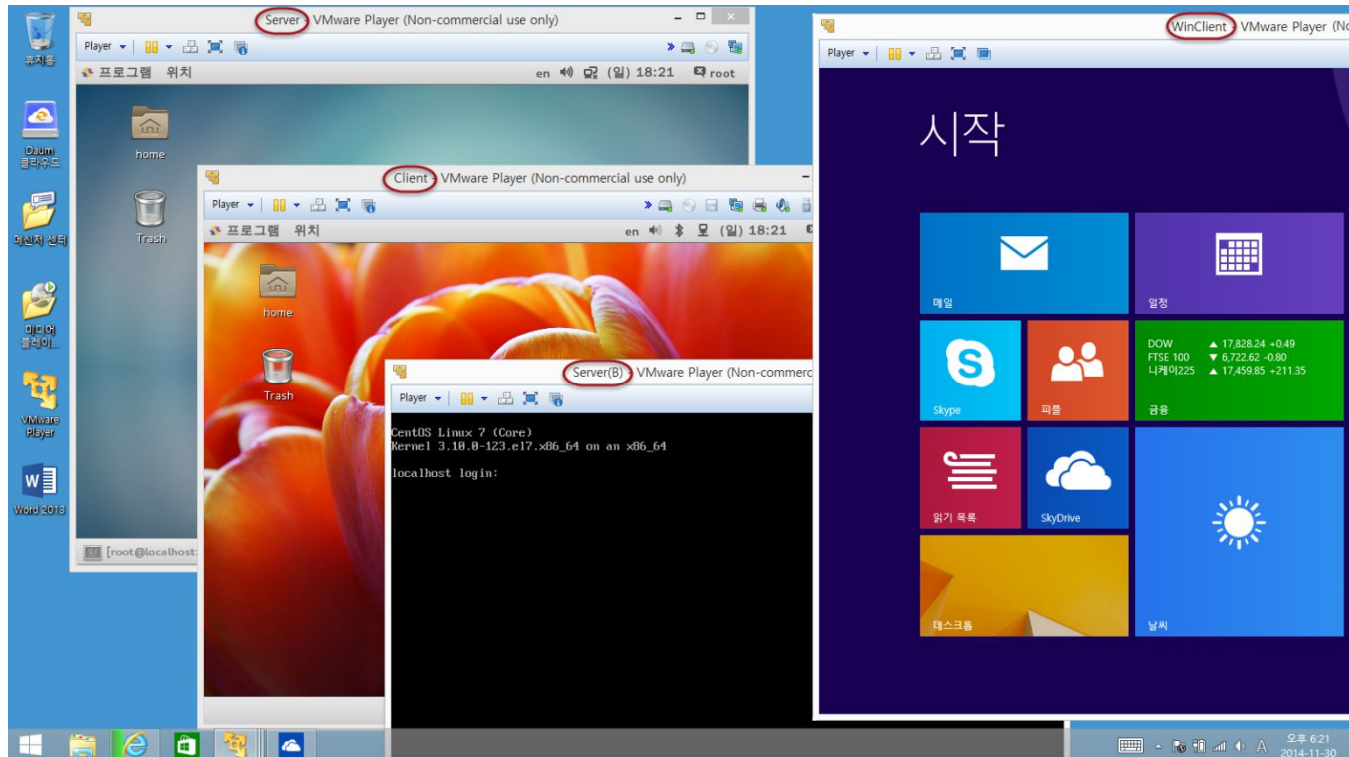 유지동
Daum
클라우드
메신저 센터
미디어
플레이...
VMware
Player
Word 2013
Server - VMware Player (Non-commercial use only)
Player
프로그램 위치
en (일) 18:21 root
home
Trash
[root@localhost:
Client - VMware Player (Non-commercial use only)
Player
프로그램 위치
en (일) 18:21
home
Trash
Server(B) - VMware Player (Non-commerc
Player
CentOS Linux 7 (Core)
Kernel 3.10.0-123.el7.x86_64 on an x86_64
localhost login:
WinClient - VMware Player (No
Player
시작
메일
일정
Skype
피플
DOW ▲ 17,828.24 +0.49
FTSE 100 ▼ 6,722.62 -0.80
니케이225 ▲ 17,459.85 +211.35
금융
읽기 목록
SkyDrive
데스크톱
날씨
A
오후 6:21
2014-11-30